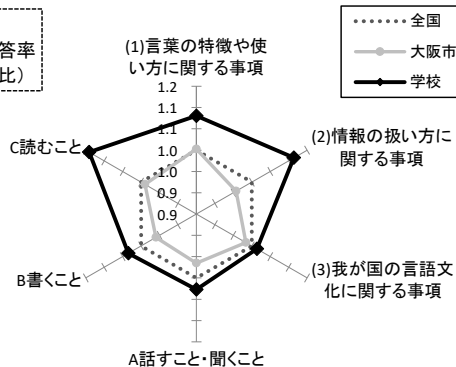 答率
比）
全国
大阪市
学校
(1)言葉の特徴や使
い方に関する事項
1.2
1.1
1.1
1.0
1.0
0.9
0.9
(2)情報の扱い方に
関する事項
(3)我が国の言語文
化に関する事項
A話すこと・聞くこと
B書くこと
C読むこと